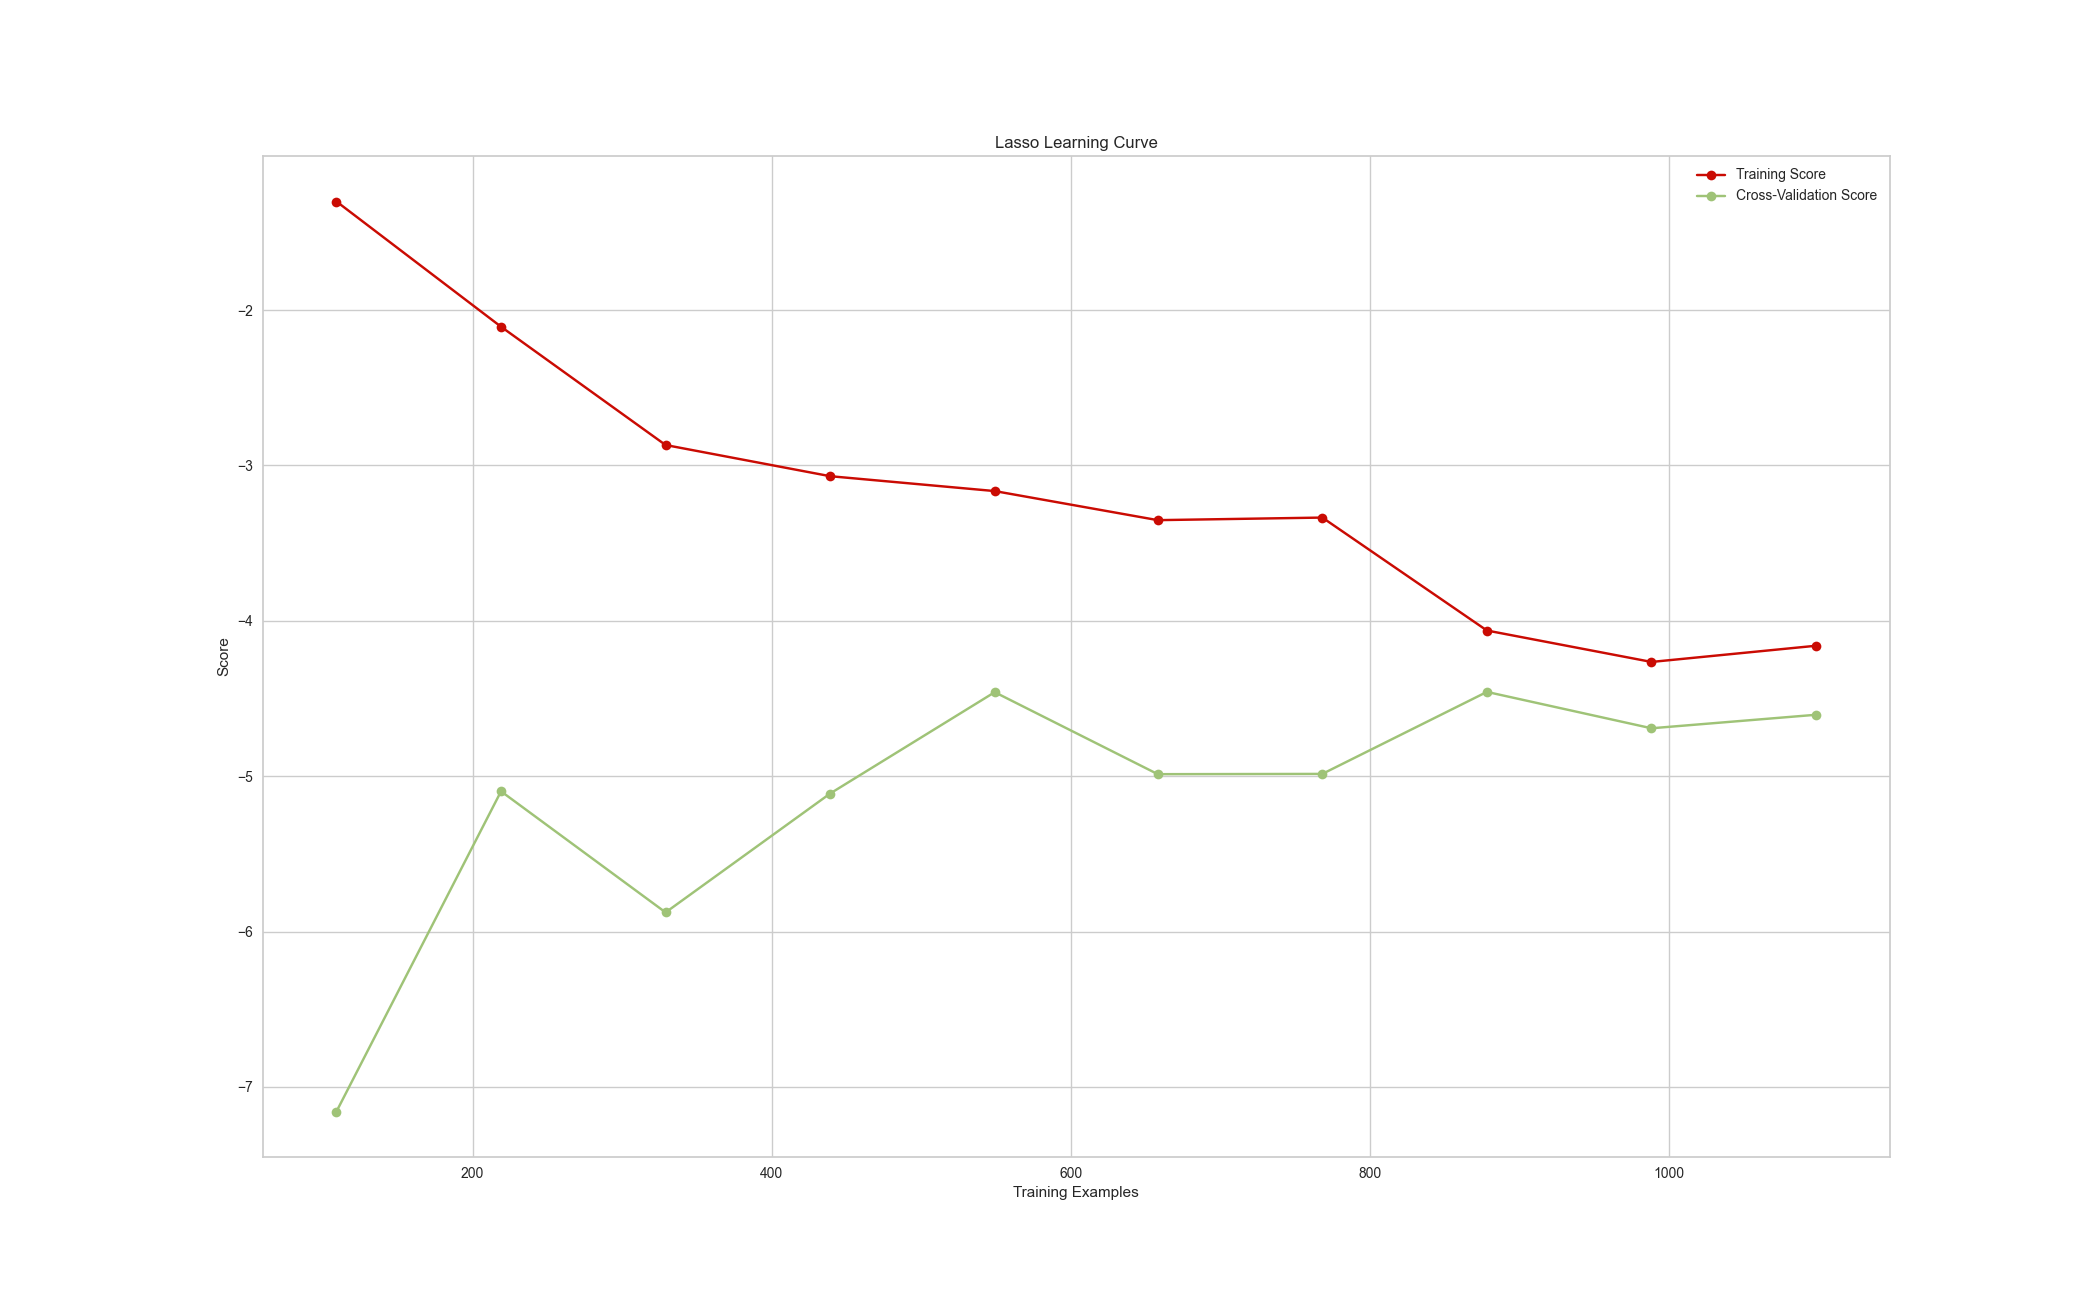 Lasso Learning Curve
Training Score
Cross-Validation Score
−2
−3
−4
−5
−6
−7
Score
200 400 600 800 1000
Training Examples